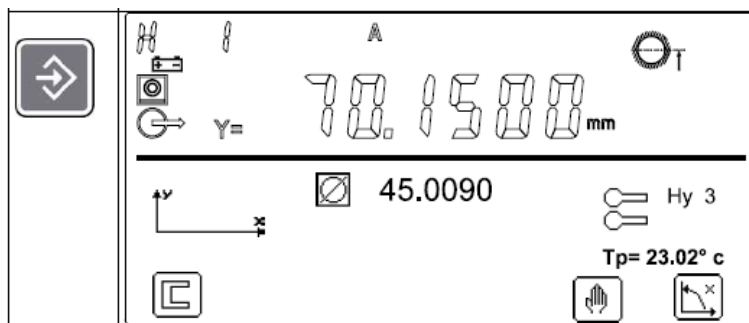 H 1 A
Y= 70.1500 mm
Ø 45.0090
y
x
Hy 3
Tp= 23.02° c
x